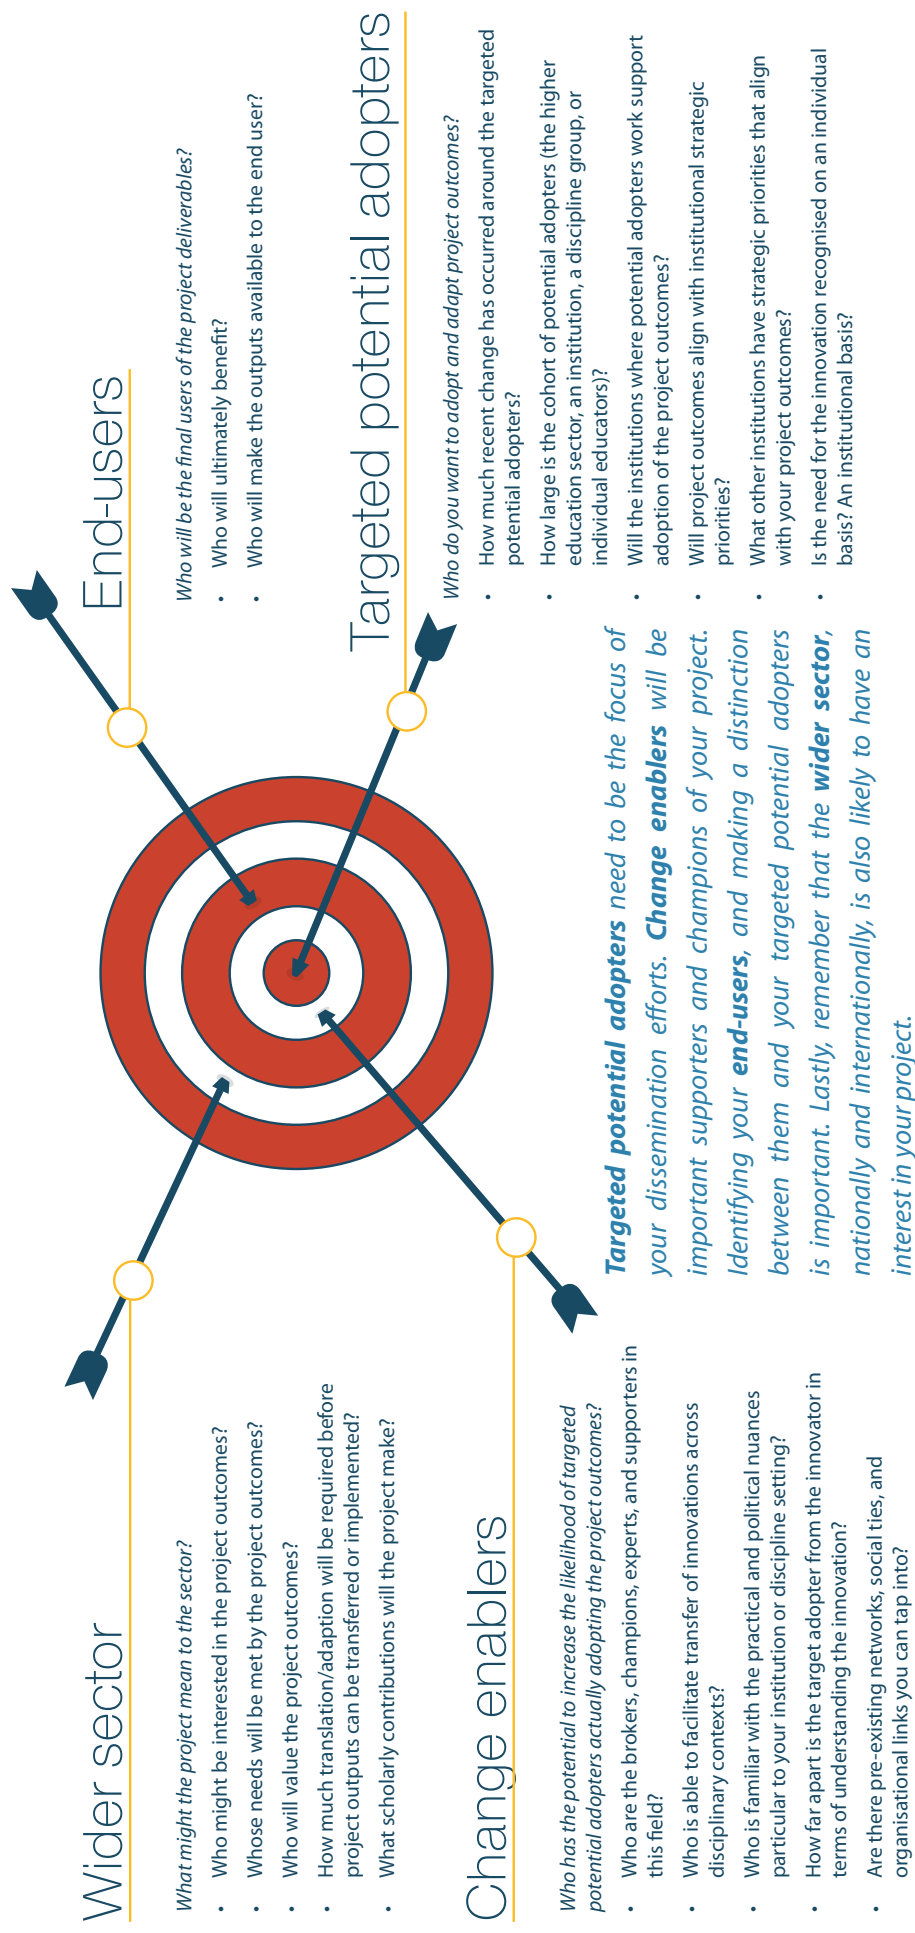 Wider sector
What might the project mean to the sector?
• Who might be interested in the project outcomes?
• Whose needs will be met by the project outcomes?
• Who will value the project outcomes?
• How much translation/adaption will be required before
project outputs can be transferred or implemented?
• What scholarly contributions will the project make?
End-users
Who will be the final users of the project deliverables?
• Who will ultimately benefit?
• Who will make the outputs available to the end user?
Change enablers
Who has the potential to increase the likelihood of targeted
potential adopters actually adopting the project outcomes?
• Who are the brokers, champions, experts, and supporters in
this field?
• Who is able to facilitate transfer of innovations across
disciplinary contexts?
• Who is familiar with the practical and political nuances
particular to your institution or discipline setting?
• How far apart is the target adopter from the innovator in
terms of understanding the innovation?
• Are there pre-existing networks, social ties, and
organisational links you can tap into?
Targeted potential adopters
Who do you want to adopt and adapt project outcomes?
• How much recent change has occurred around the targeted
potential adopters?
• How large is the cohort of potential adopters (the higher
education sector, an institution, a discipline group, or
individual educators)?
• Will the institutions where potential adopters work support
adoption of the project outcomes?
• Will project outcomes align with institutional strategic
priorities?
• What other institutions have strategic priorities that align
with your project outcomes?
• Is the need for the innovation recognised on an individual
basis? An institutional basis?
Targeted potential adopters need to be the focus of
your dissemination efforts. Change enablers will be
important supporters and champions of your project.
Identifying your end-users, and making a distinction
between them and your targeted potential adopters
is important. Lastly, remember that the wider sector,
nationally and internationally, is also likely to have an
interest in your project.